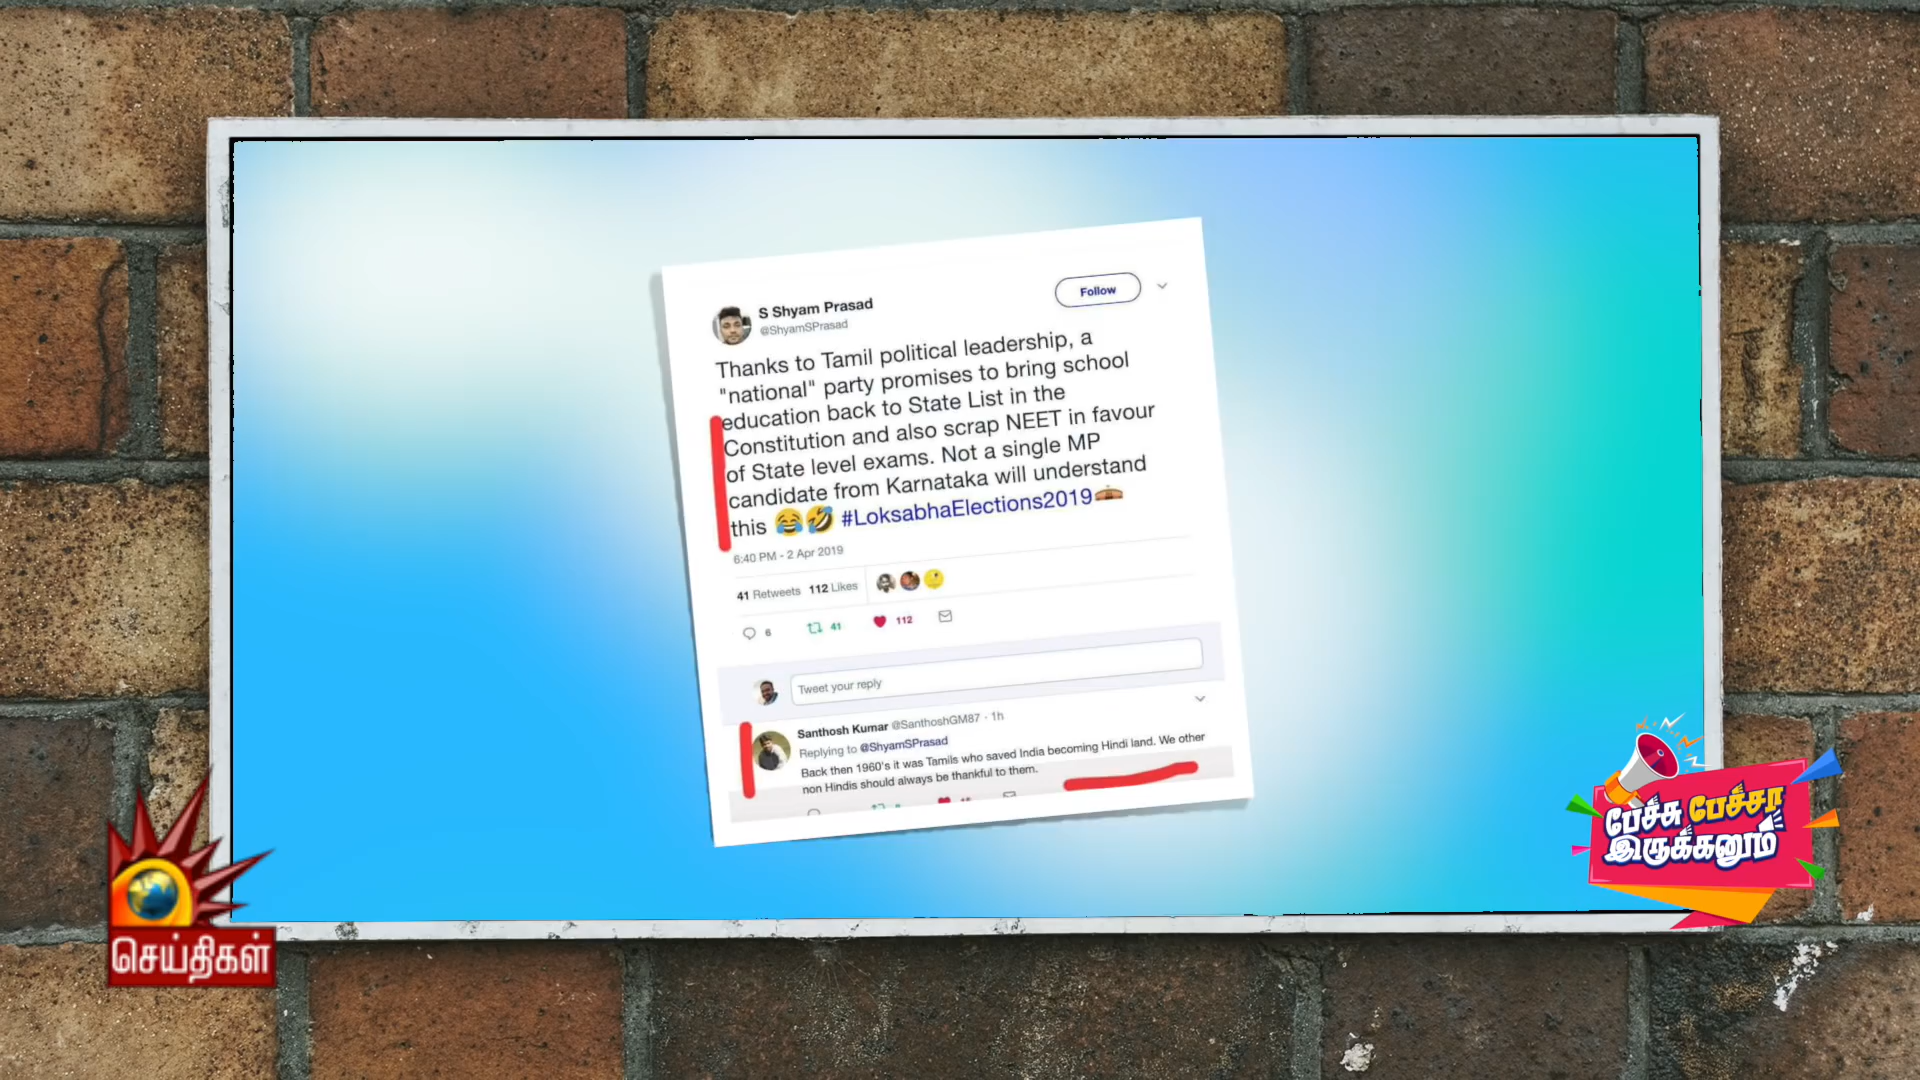 S Shyam Prasad
@ShyamSPrasad
Follow
Thanks to Tamil political leadership, a
"national" party promises to bring school
education back to State List in the
Constitution and also scrap NEET in favour
of State level exams. Not a single MP
candidate from Karnataka will understand
this 😂🤣 #LoksabhaElections2019
6:40 PM - 2 Apr 2019
41 Retweets 112 Likes
6 41 112
Tweet your reply
Santhosh Kumar @SanthoshGM87 · 1h
Replying to @ShyamSPrasad
Back then 1960's it was Tamils who saved India becoming Hindi land. We other
non Hindis should always be thankful to them.
பேச்சு பேச்சா
இருக்கனும்
செய்திகள்